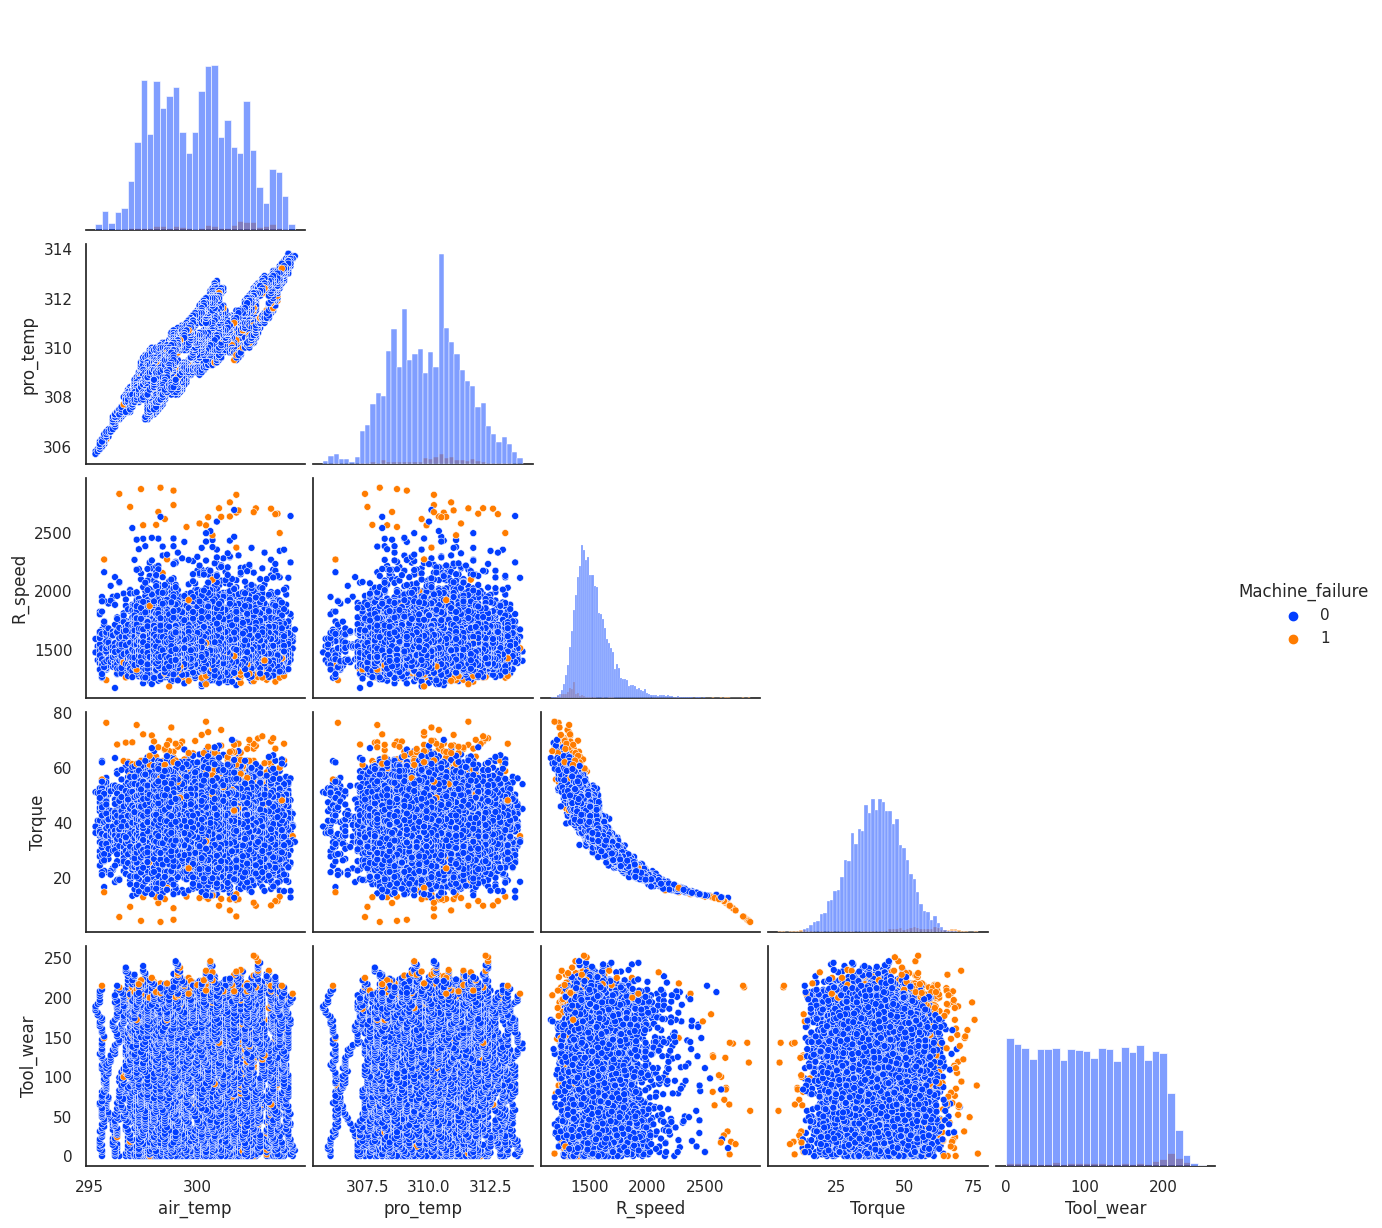 314
312
310
308
306
pro_temp
2500
2000
1500
R_speed
Machine_failure
0
1
80
60
40
20
Torque
250
200
150
100
50
0
Tool_wear
295 300
307.5 310.0 312.5
1500 2000 2500
25 50 75
0 100 200
air_temp
pro_temp
R_speed
Torque
Tool_wear